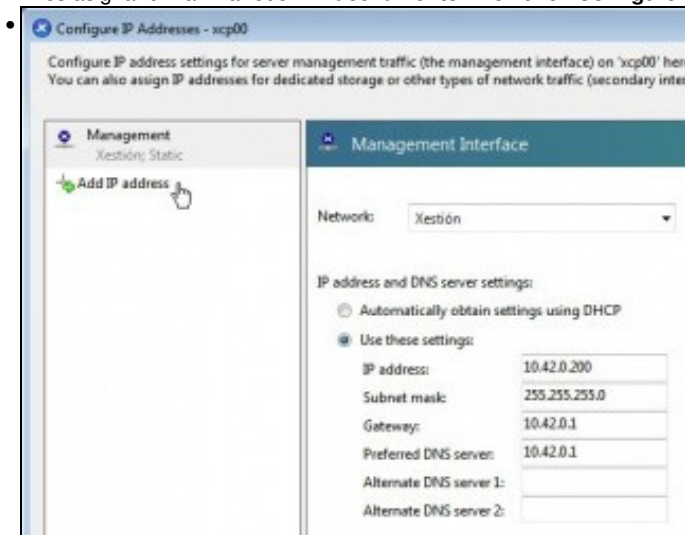 Configure IP Addresses - xcp00
Configure IP address settings for server management traffic (the management interface) on 'xcp00'
You can also assign IP addresses for dedicated storage or other types of network traffic (secondary
Management
Xestión; Static
Add IP address
Management Interface
Network:
Xestión
IP address and DNS server settings:
Automatically obtain settings using DHCP
Use these settings:
IP address:
10.42.0.200
Subnet mask:
255.255.255.0
Gateway:
10.42.0.1
Preferred DNS server:
10.42.0.1
Alternate DNS server 1:
Alternate DNS server 2: